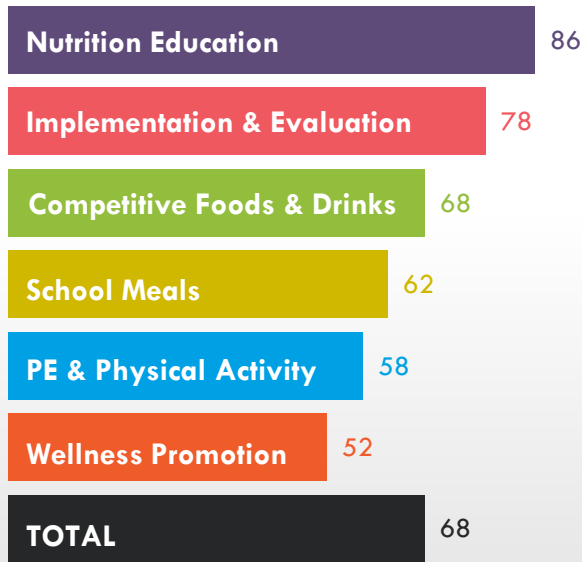 Nutrition Education 86
Implementation & Evaluation 78
Competitive Foods & Drinks 68
School Meals 62
PE & Physical Activity 58
Wellness Promotion 52
TOTAL 68